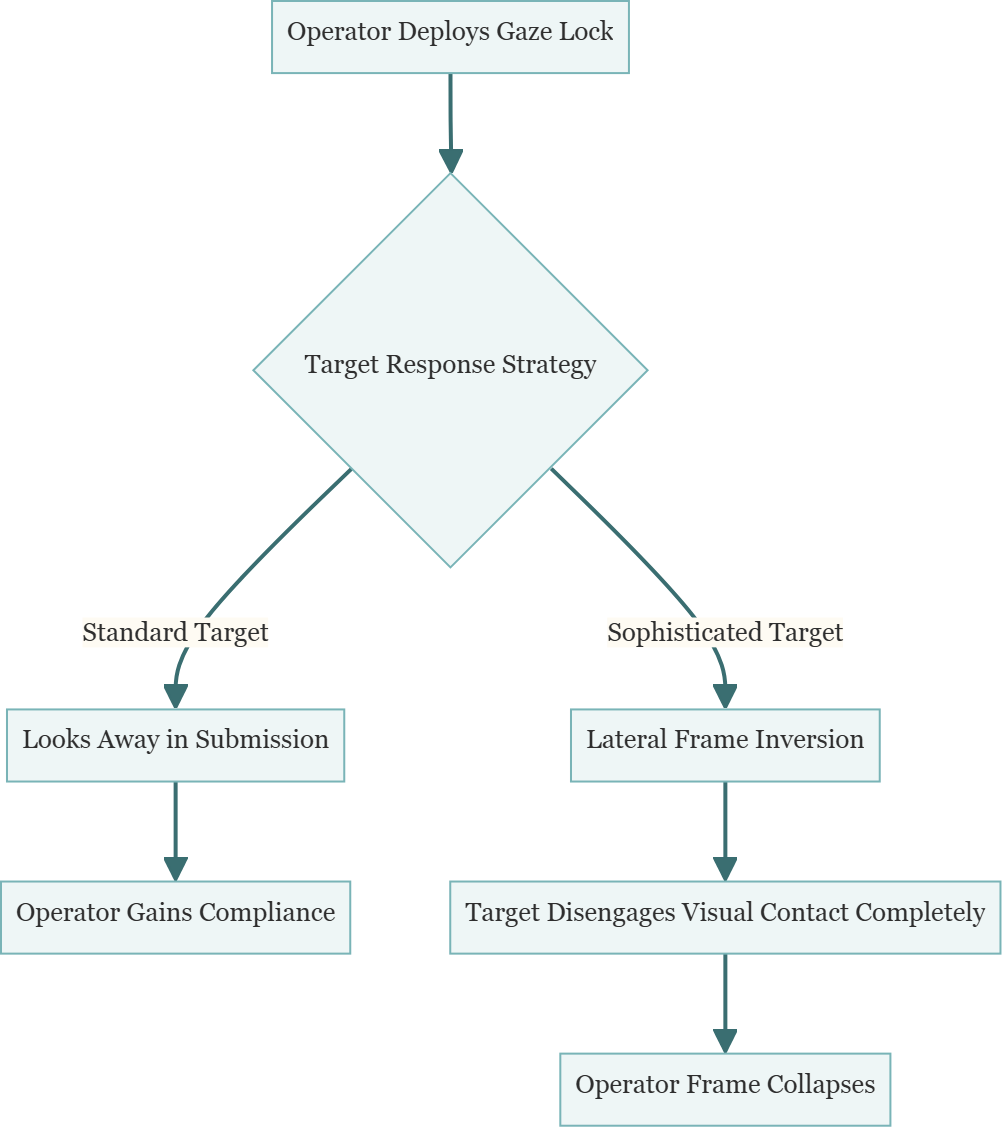 Operator Deploys Gaze Lock
Target Response Strategy
Standard Target
Sophisticated Target
Looks Away in Submission
Lateral Frame Inversion
Operator Gains Compliance
Target Disengages Visual Contact Completely
Operator Frame Collapses